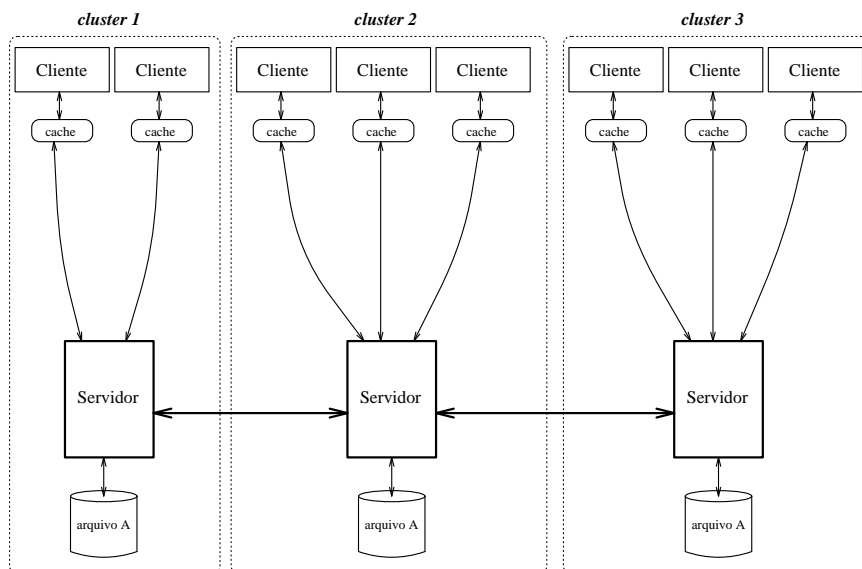 cluster 1
cluster 2
cluster 3
Cliente
Cliente
Cliente
Cliente
Cliente
Cliente
Cliente
Cliente
cache
cache
cache
cache
cache
cache
cache
cache
Servidor
Servidor
Servidor
arquivo A
arquivo A
arquivo A